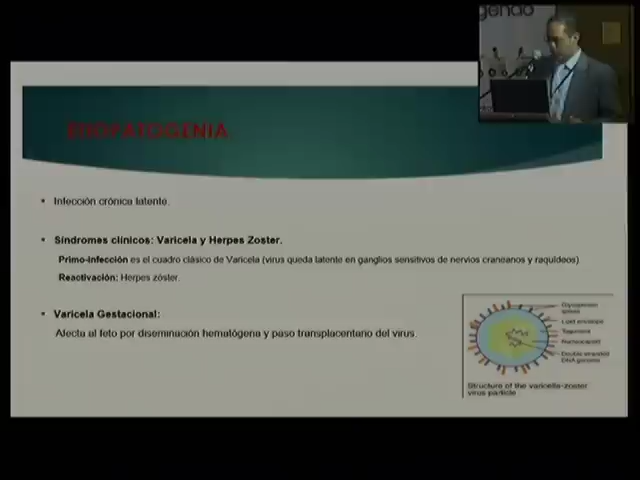 ETIOPATOGENIA
Infección crónica latente.
Síndromes clínicos: Varicela y Herpes Zoster.
Primo-infección es el cuadro clásico de Varicela (virus queda latente en ganglios sensitivos de nervios craneanos y raquídeos)
Reactivación: Herpes zóster.
Varicela Gestacional:
Afecta al feto por diseminación hematógena y paso transplacentario del virus.
Glycoprotein
spikes
Lipid envelope
Tegument
Nucleocapsid
Double stranded
DNA genome
Structure of the varicella-zoster
virus particle